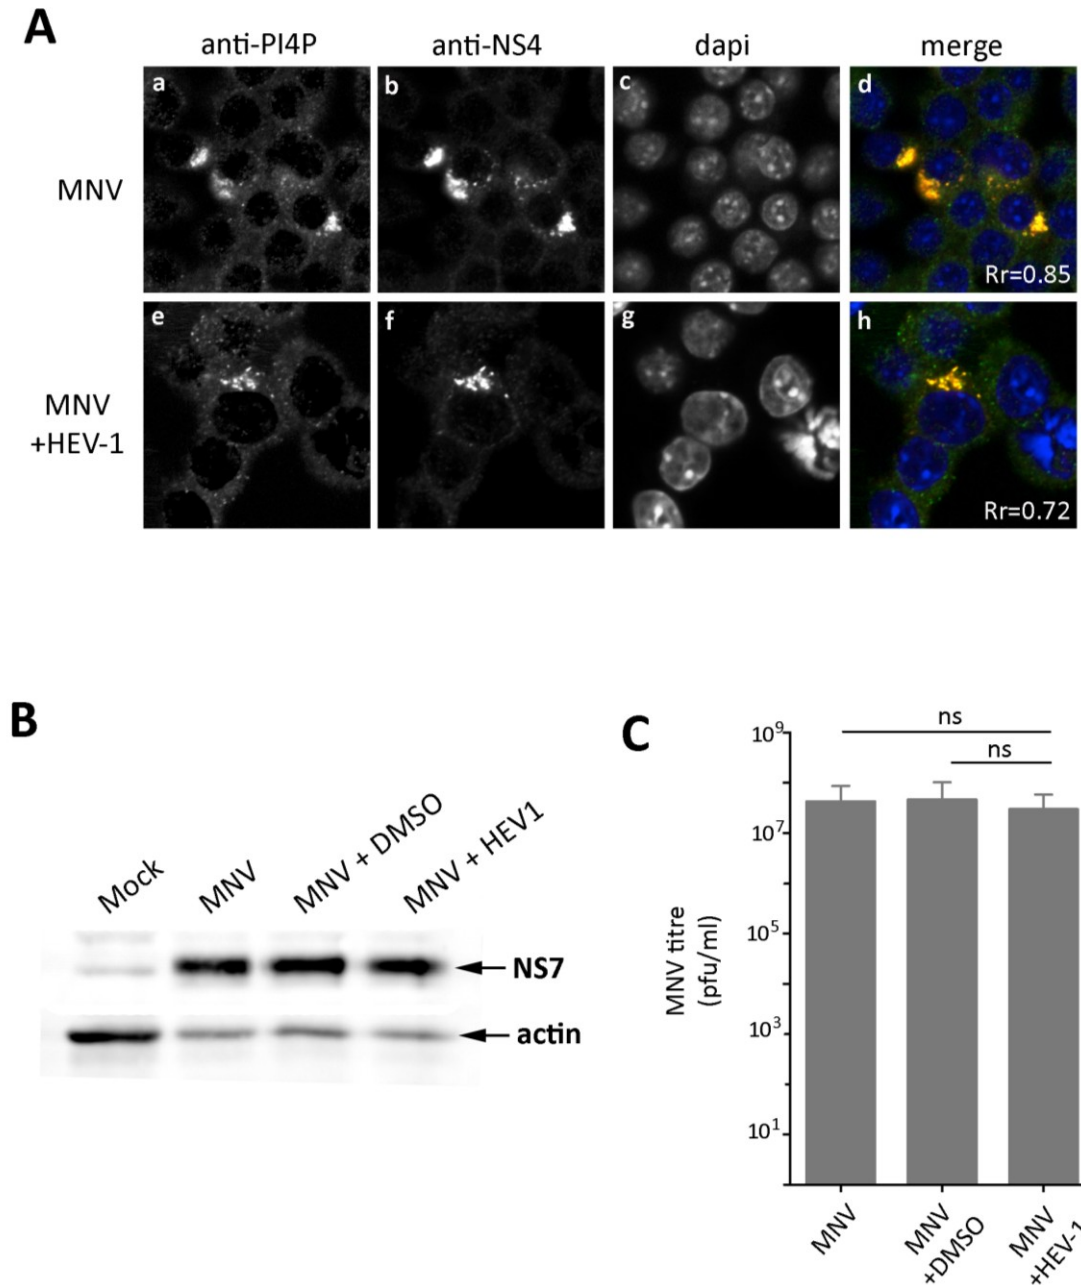 A
anti-PI4P anti-NS4 dapi merge
MNV
a b c d
Rr=0.85
MNV
+HEV-1
e f g h
Rr=0.72
B
Mock
MNV
MNV + DMSO
MNV + HEV1
NS7
actin
C
ns
ns
10⁹
10⁷
10⁵
10³
10¹
MNV titre
(pfu/ml)
MNV
MNV
+DMSO
MNV
+HEV-1